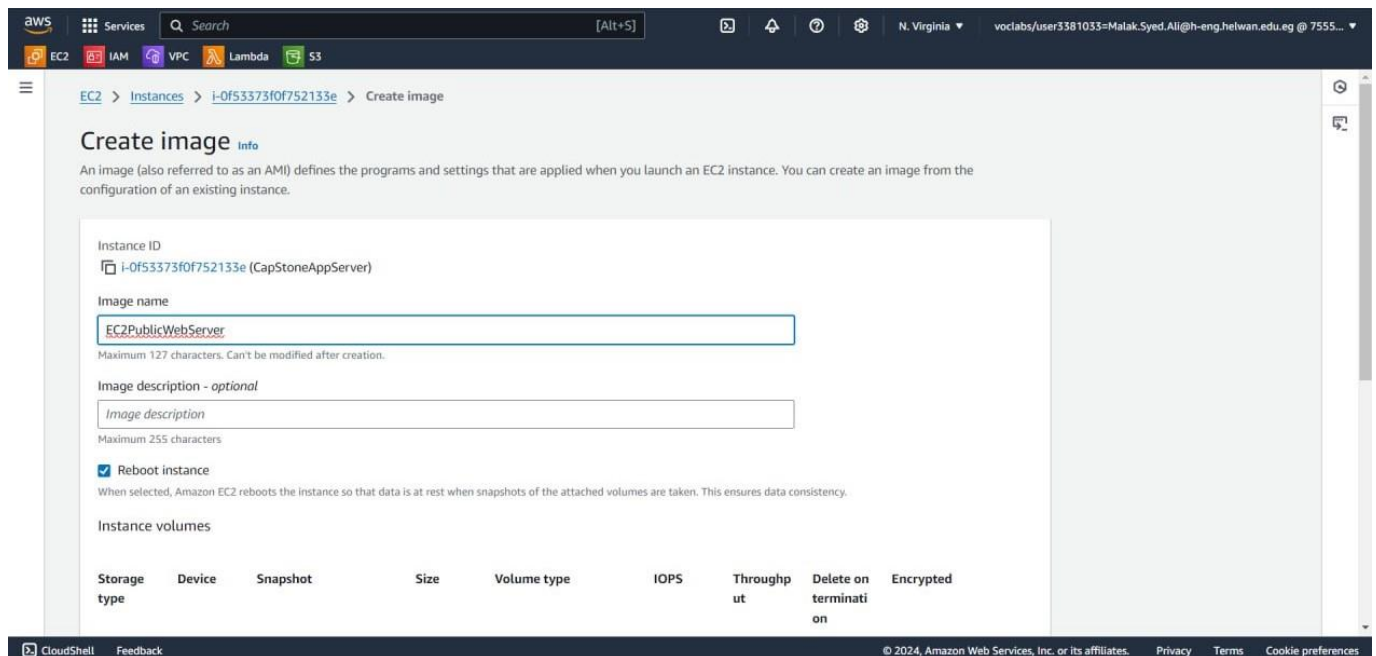 aws Services Search [Alt+S] N. Virginia ▼ voclabs/user3381033=Malak.Syed.Ali@h-eng.helwan.edu.eg @ 7555... ▼
EC2 IAM VPC Lambda S3
EC2 > Instances > i-0f53373f0f752133e > Create image
Create image Info
An image (also referred to as an AMI) defines the programs and settings that are applied when you launch an EC2 instance. You can create an image from the
configuration of an existing instance.
Instance ID
i-0f53373f0f752133e (CapStoneAppServer)
Image name
EC2PublicWebServer
Maximum 127 characters. Can't be modified after creation.
Image description - optional
Image description
Maximum 255 characters
Reboot instance
When selected, Amazon EC2 reboots the instance so that data is at rest when snapshots of the attached volumes are taken. This ensures data consistency.
Instance volumes
Storage Device Snapshot Size Volume type IOPS Throughp Delete on Encrypted
type ut terminati
on
CloudShell Feedback © 2024, Amazon Web Services, Inc. or its affiliates. Privacy Terms Cookie preferences